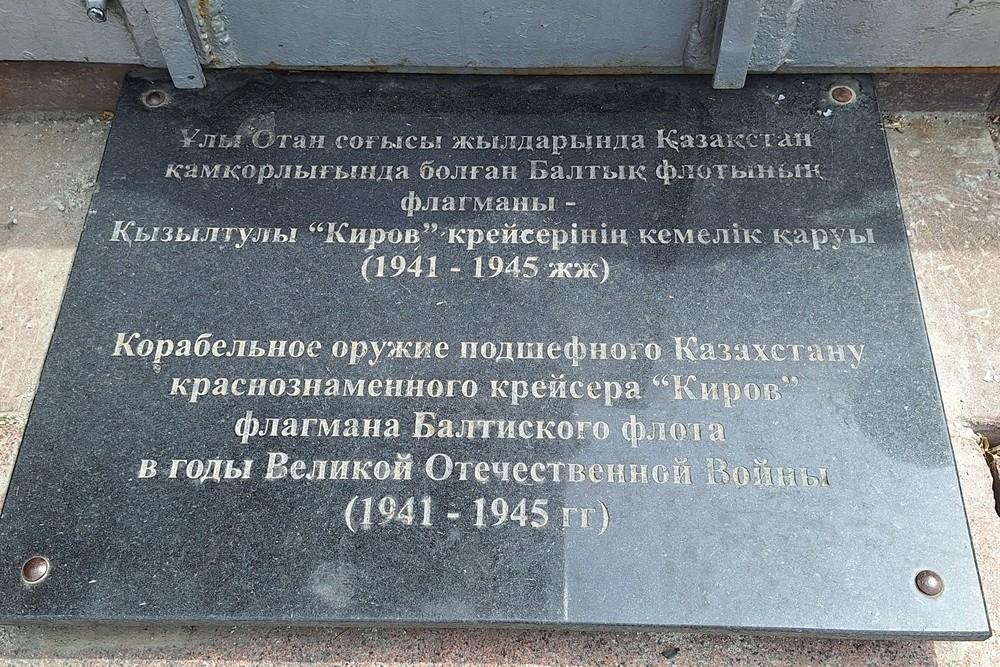 Ұлы Отан соғысы жылдарында Қазақстан
қамқорлығында болған Балтық флотының
флагманы -
Қызылтулы “Киров” крейсерінің кемелік қаруы
(1941 - 1945 жж)
Корабельное оружие подшефного Казахстану
краснознаменного крейсера “Киров”
флагмана Балтиского флота
в годы Великой Отечественной Войны
(1941 - 1945 гг)